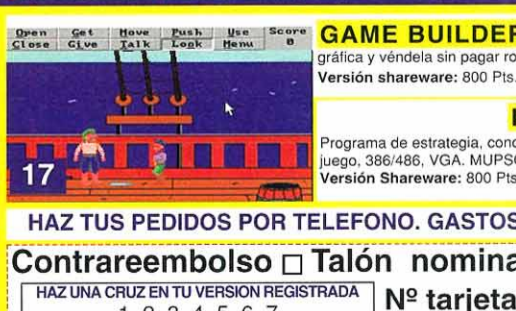 Open Get Move Push Use Score
Close Give Talk Look Menu 0
17
GAME BUILDER
gráfica y véndela sin pagar ro
Versión shareware: 800 Pts.
Programa de estrategia, cond
juego, 386/486, VGA. MUPS
Versión Shareware: 800 Pts
HAZ TUS PEDIDOS POR TELEFONO. GASTOS
Contrareembolso □ Talón nomina
HAZ UNA CRUZ EN TU VERSION REGISTRADA
1 2 3 4 5 6 7
Nº tarjeta